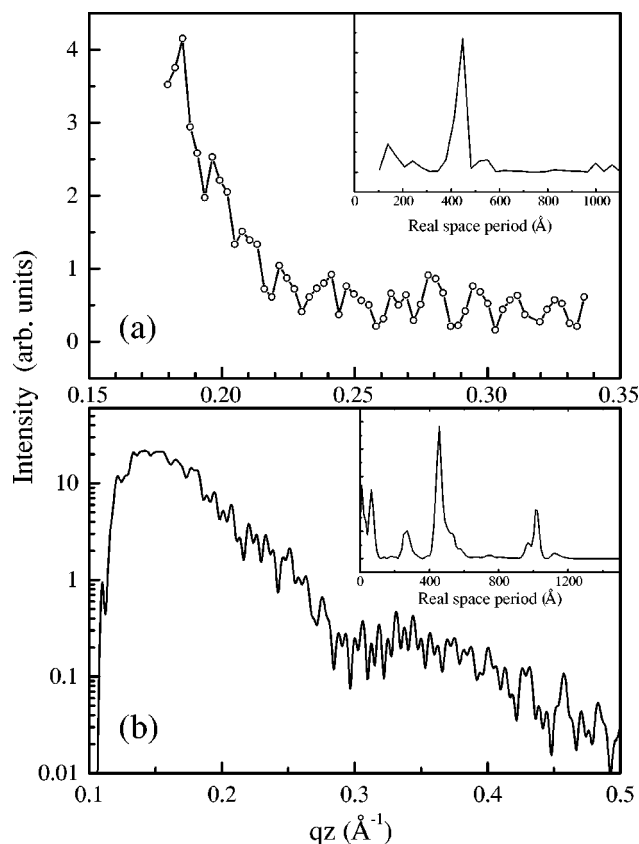 4
3
2
1
0
(a)
200 400 600 800 1000
Real space period (Å)
0.15 0.20 0.25 0.30 0.35
Intensity (arb. units)
10
1
0.1
0.01
(b)
0 400 800 1200
Real space period (Å)
0.1 0.2 0.3 0.4 0.5
qz (Å-1)